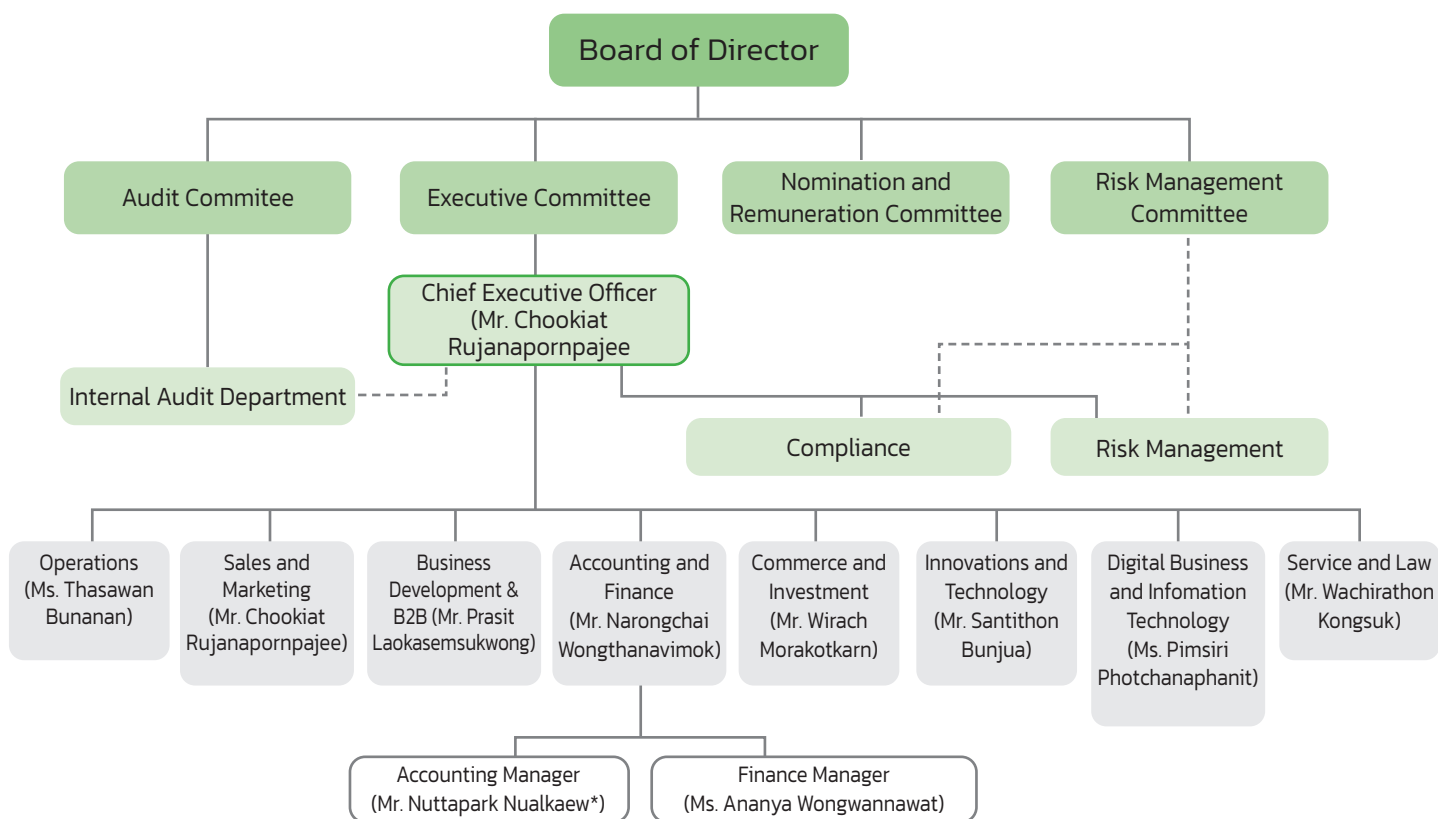 Board of Director
Audit Commitee
Executive Committee
Nomination and
Remuneration Committee
Risk Management
Committee
Chief Executive Officer
(Mr. Chookiat
Rujanapornpajee
Internal Audit Department
Compliance
Risk Management
Operations
(Ms. Thasawan
Bunanan)
Sales and
Marketing
(Mr. Chookiat
Rujanapornpajee)
Business
Development &
B2B (Mr. Prasit
Laokasemsukwong)
Accounting and
Finance
(Mr. Narongchai
Wongthanavimok)
Commerce and
Investment
(Mr. Wirach
Morakotkarn)
Innovations and
Technology
(Mr. Santithon
Bunjua)
Digital Business
and Infomation
Technology
(Ms. Pimsiri
Photchanaphanit)
Service and Law
(Mr. Wachirathon
Kongsuk)
Accounting Manager
(Mr. Nuttapark Nualkaew*)
Finance Manager
(Ms. Ananya Wongwannawat)